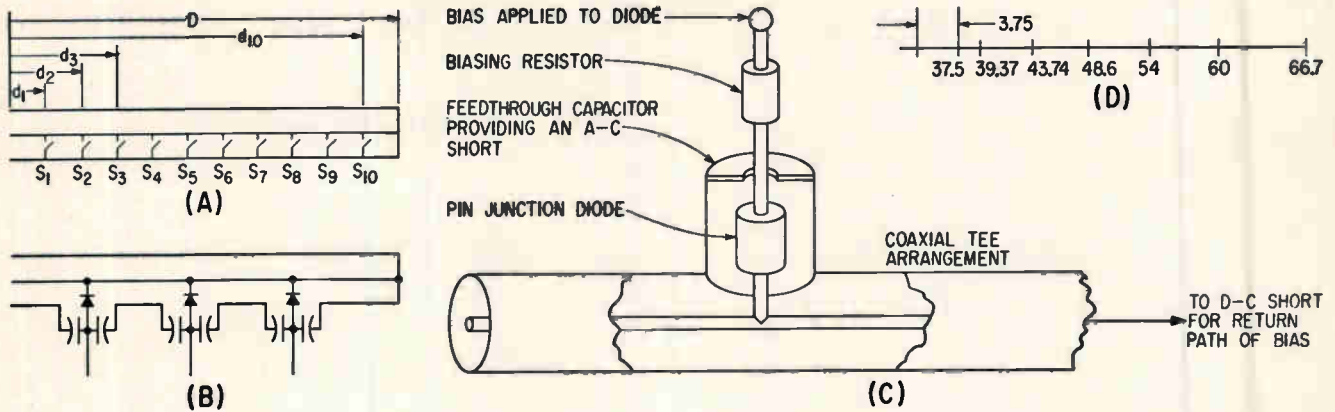 D
d10
d3
d2
d1
S1 S2 S3 S4 S5 S6 S7 S8 S9 S10
(A)
(B)
BIAS APPLIED TO DIODE
BIASING RESISTOR
FEEDTHROUGH CAPACITOR
PROVIDING AN A-C
SHORT
PIN JUNCTION DIODE
COAXIAL TEE
ARRANGEMENT
TO D-C SHORT
FOR RETURN
PATH OF BIAS
(C)
3.75
37.5 39.37 43.74 48.6 54 60 66.7
(D)